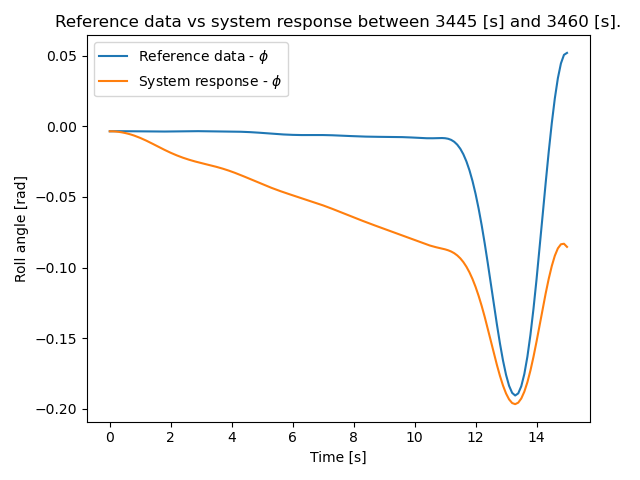 Reference data vs system response between 3445 [s] and 3460 [s].
Reference data - ϕ
System response - ϕ
Roll angle [rad]
0.05
0.00
−0.05
−0.10
−0.15
−0.20
0 2 4 6 8 10 12 14
Time [s]